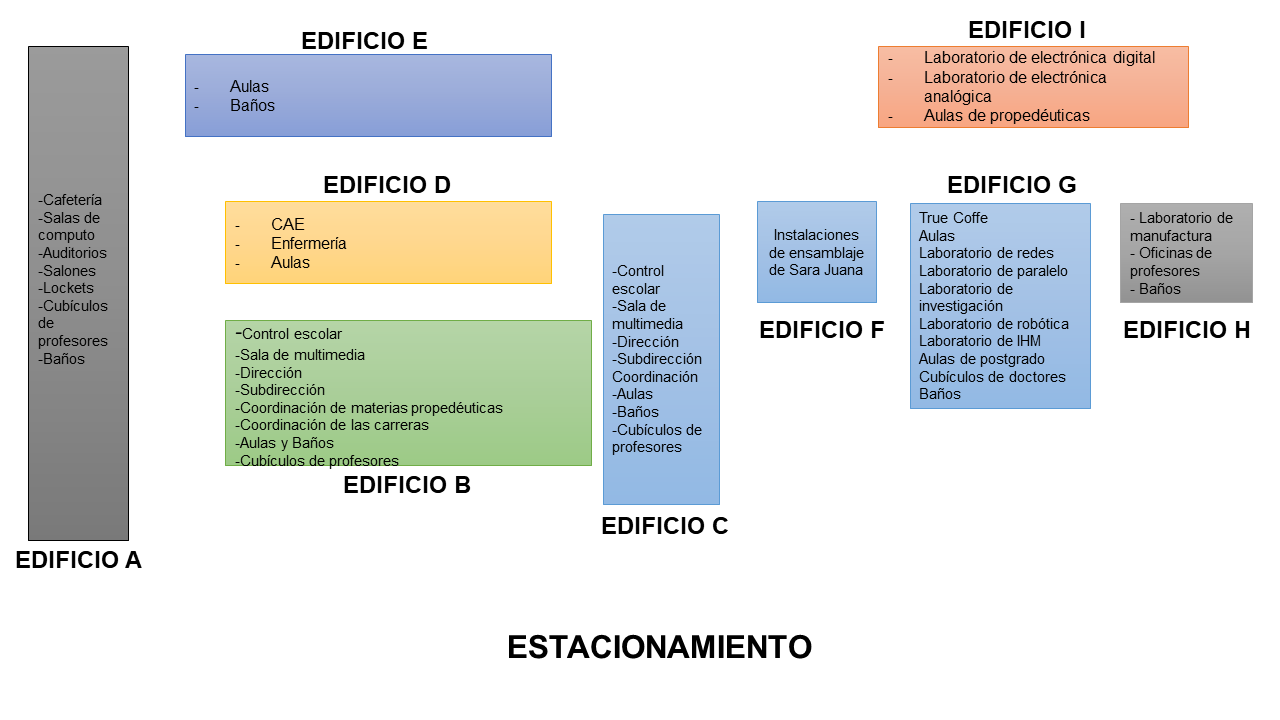 EDIFICIO E
- Aulas
- Baños
EDIFICIO I
- Laboratorio de electrónica digital
- Laboratorio de electrónica
analógica
- Aulas de propedéuticas
-Cafetería
-Salas de
computo
-Auditorios
-Salones
-Lockets
-Cubículos
de
profesores
-Baños
EDIFICIO A
EDIFICIO D
- CAE
- Enfermería
- Aulas
-Control escolar
-Sala de multimedia
-Dirección
-Subdirección
-Coordinación de materias propedéuticas
-Coordinación de las carreras
-Aulas y Baños
-Cubículos de profesores
EDIFICIO B
-Control
escolar
-Sala de
multimedia
-Dirección
-Subdirección
Coordinación
-Aulas
-Baños
-Cubículos de
profesores
EDIFICIO C
Instalaciones
de ensamblaje
de Sara Juana
EDIFICIO F
EDIFICIO G
True Coffe
Aulas
Laboratorio de redes
Laboratorio de paralelo
Laboratorio de
investigación
Laboratorio de robótica
Laboratorio de IHM
Aulas de postgrado
Cubículos de doctores
Baños
- Laboratorio de
manufactura
- Oficinas de
profesores
- Baños
EDIFICIO H
ESTACIONAMIENTO